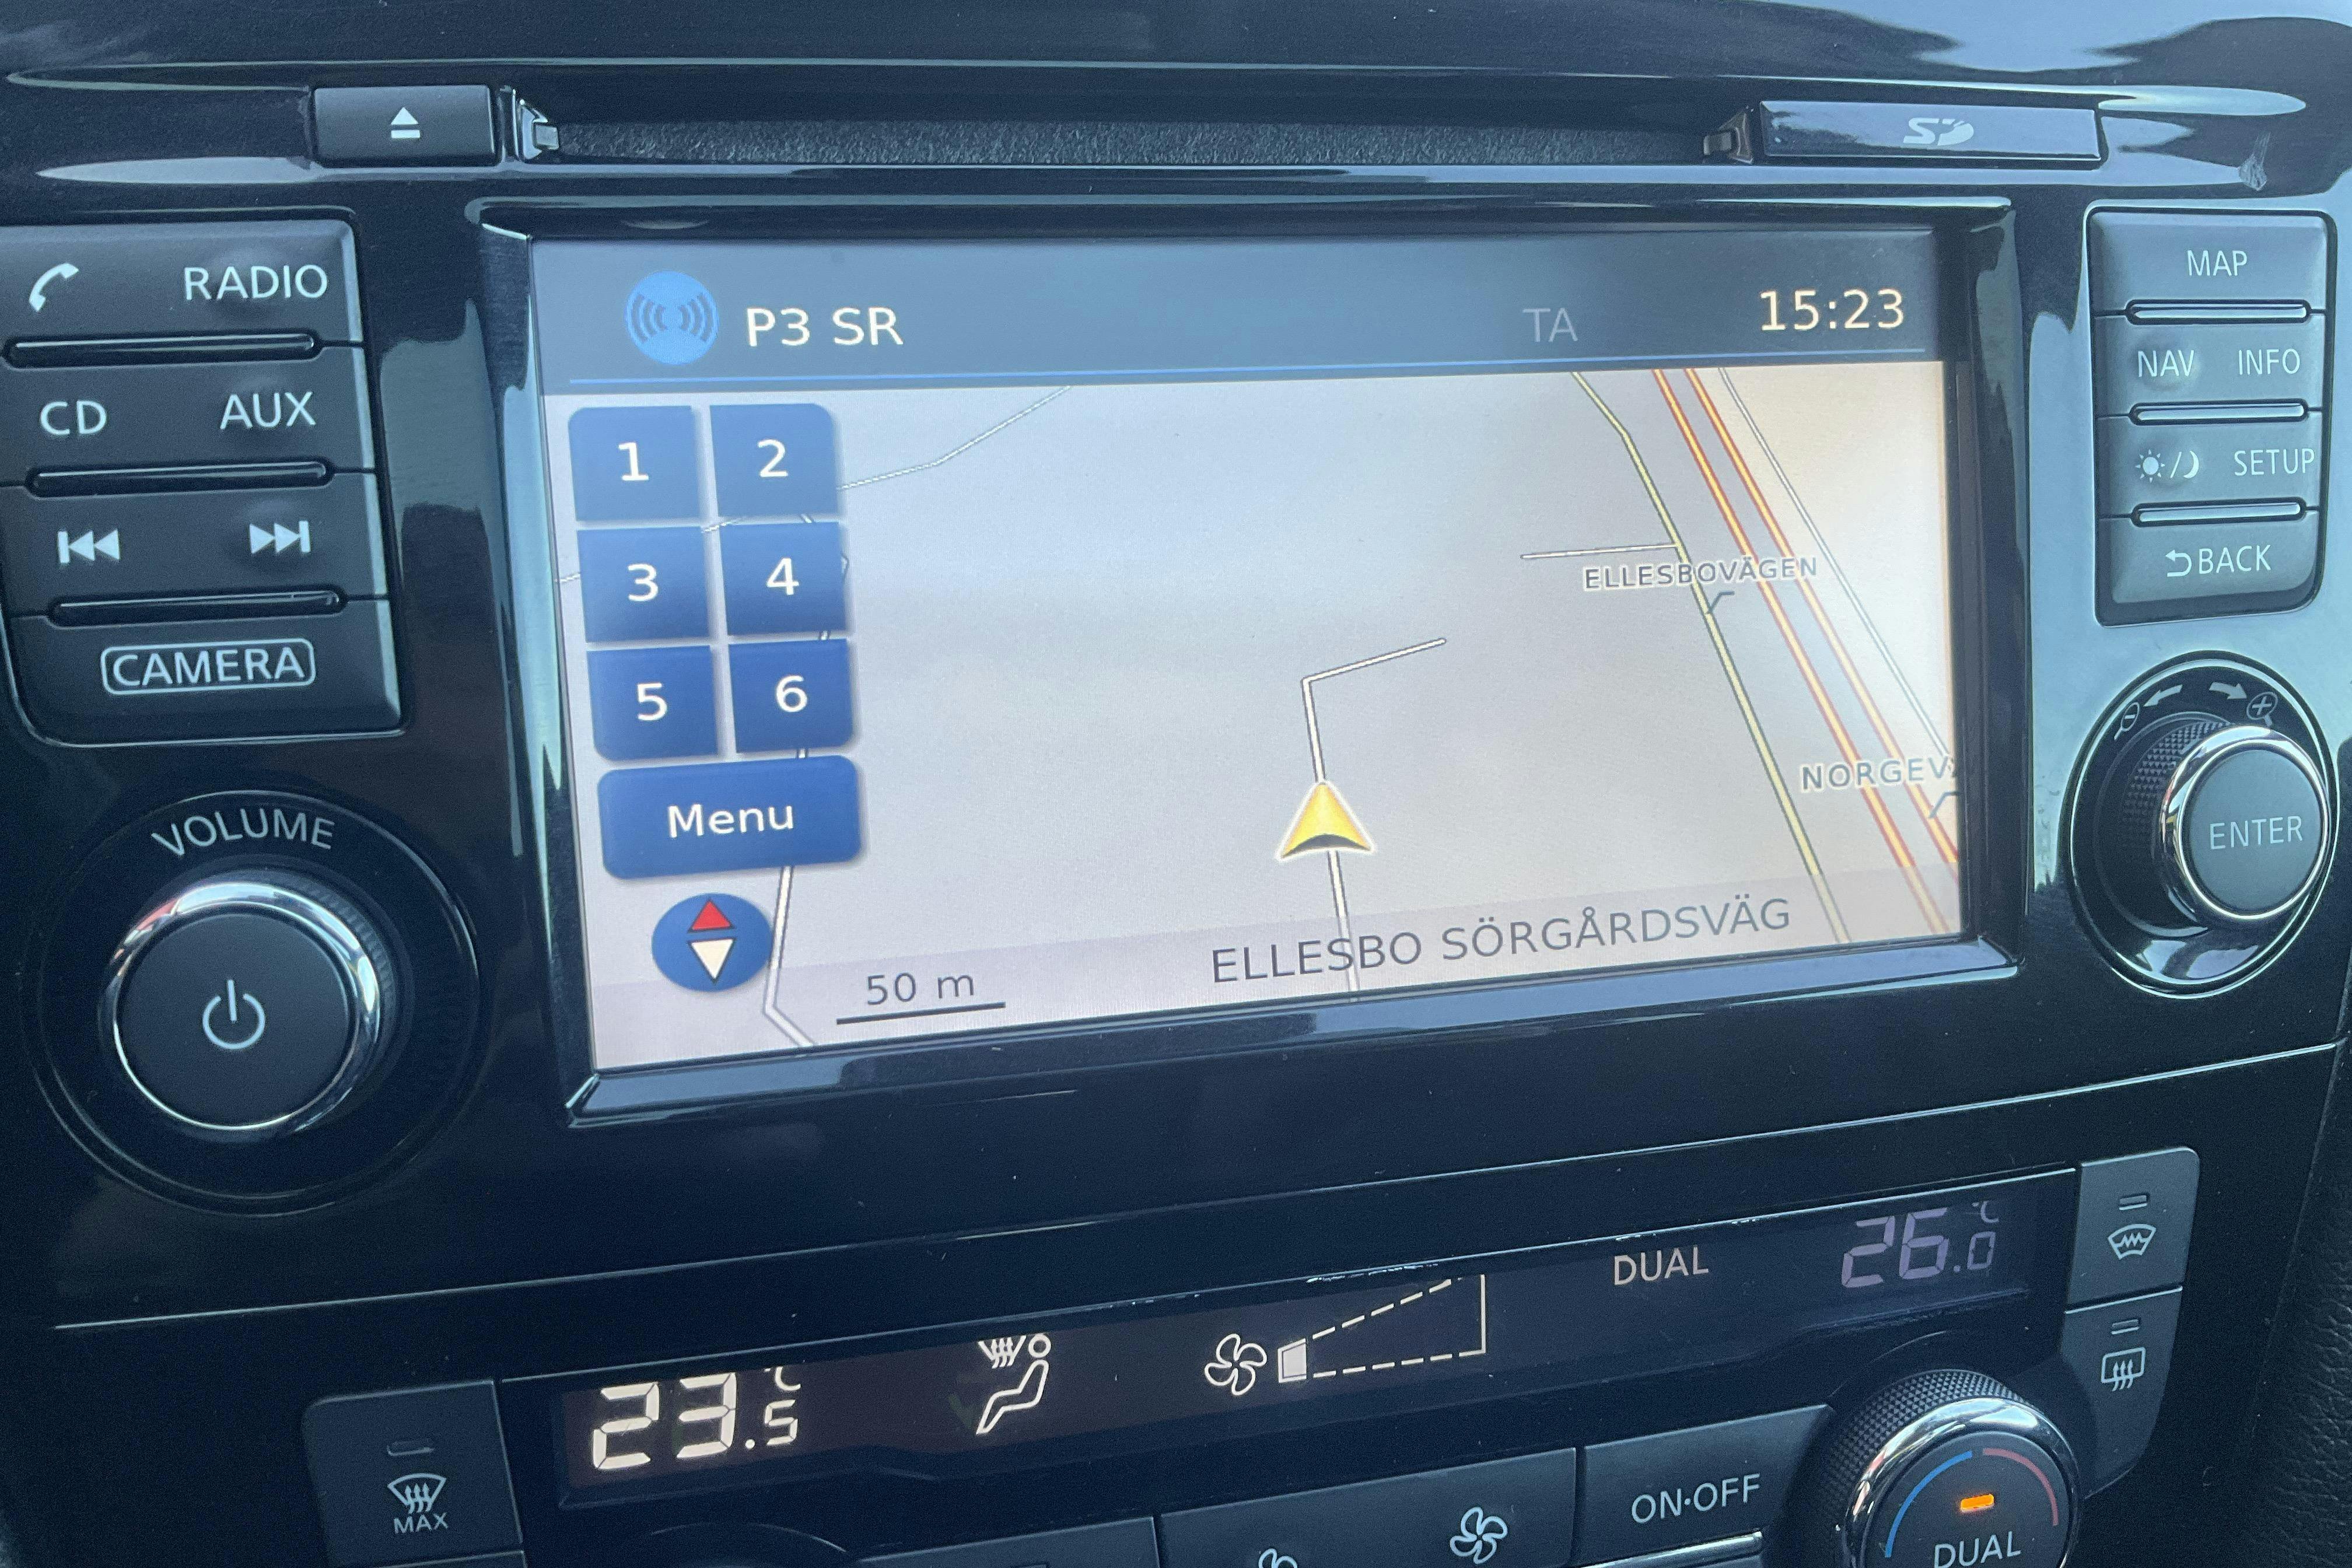 SD
RADIO
CD AUX
CAMERA
VOLUME
P3 SR TA 15:23
1 2
3 4
5 6
Menu
ELLESBOVÄGEN
50 m
ELLESBO SÖRGÅRDSVÄG
MAP
NAV INFO
SETUP
BACK
ENTER
23.5 °C
DUAL
26.0 °C
MAX
ON·OFF
DUAL